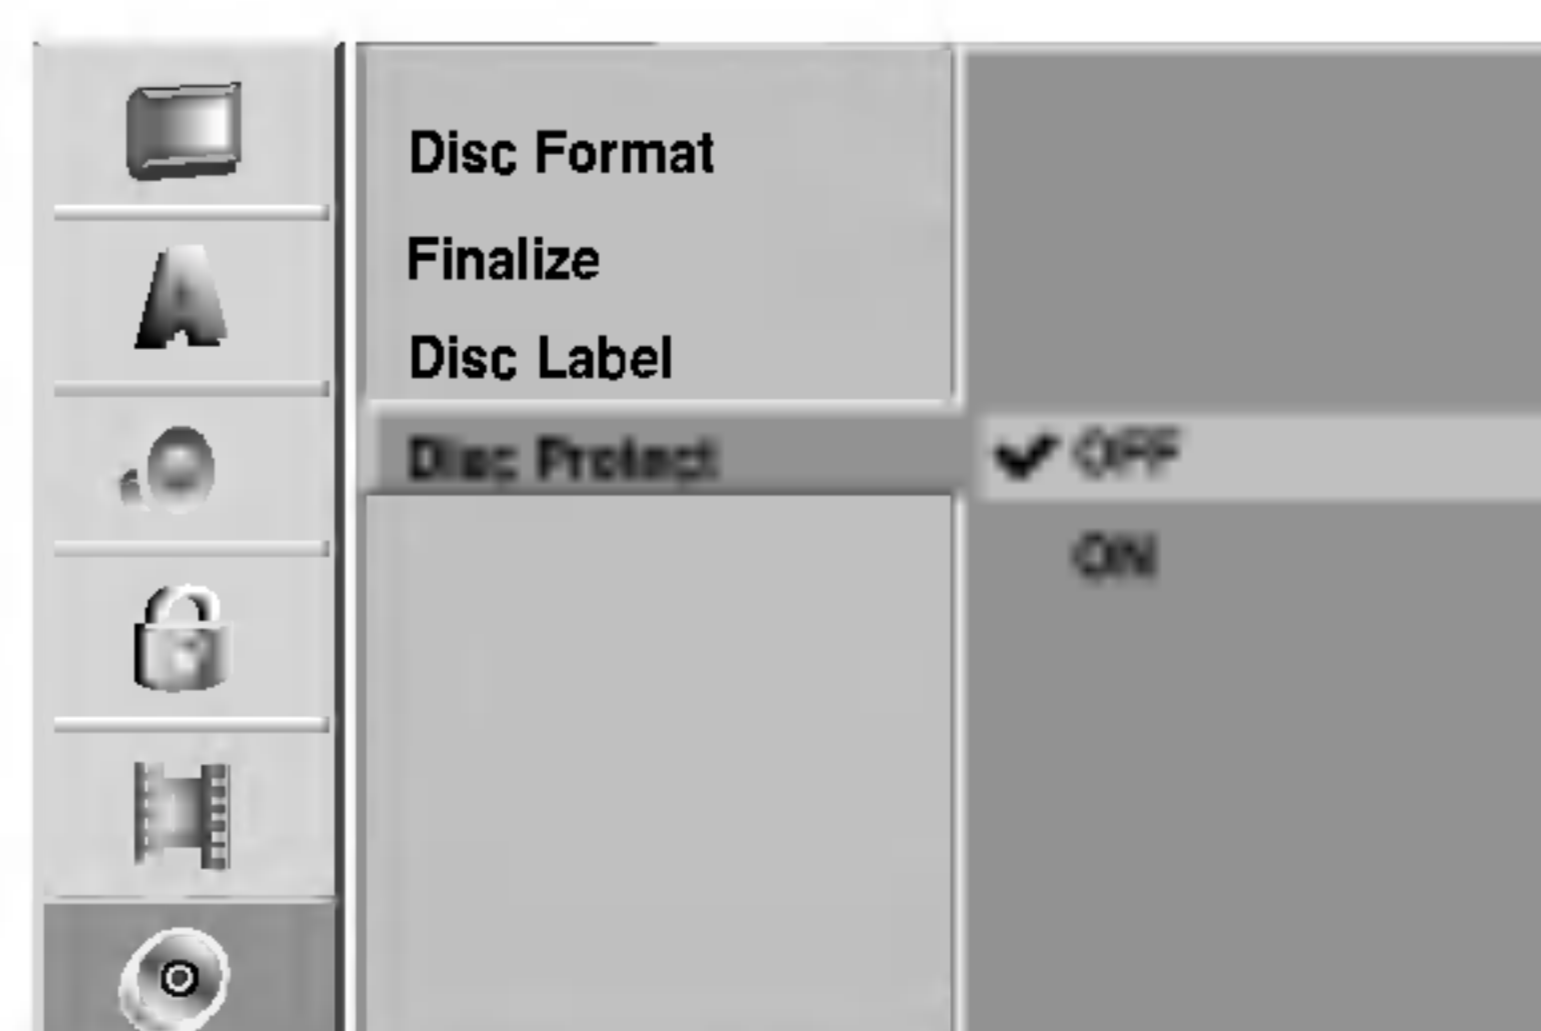 Disc Format
Finalize
Disc Label
Disc Protect
✔ OFF
ON